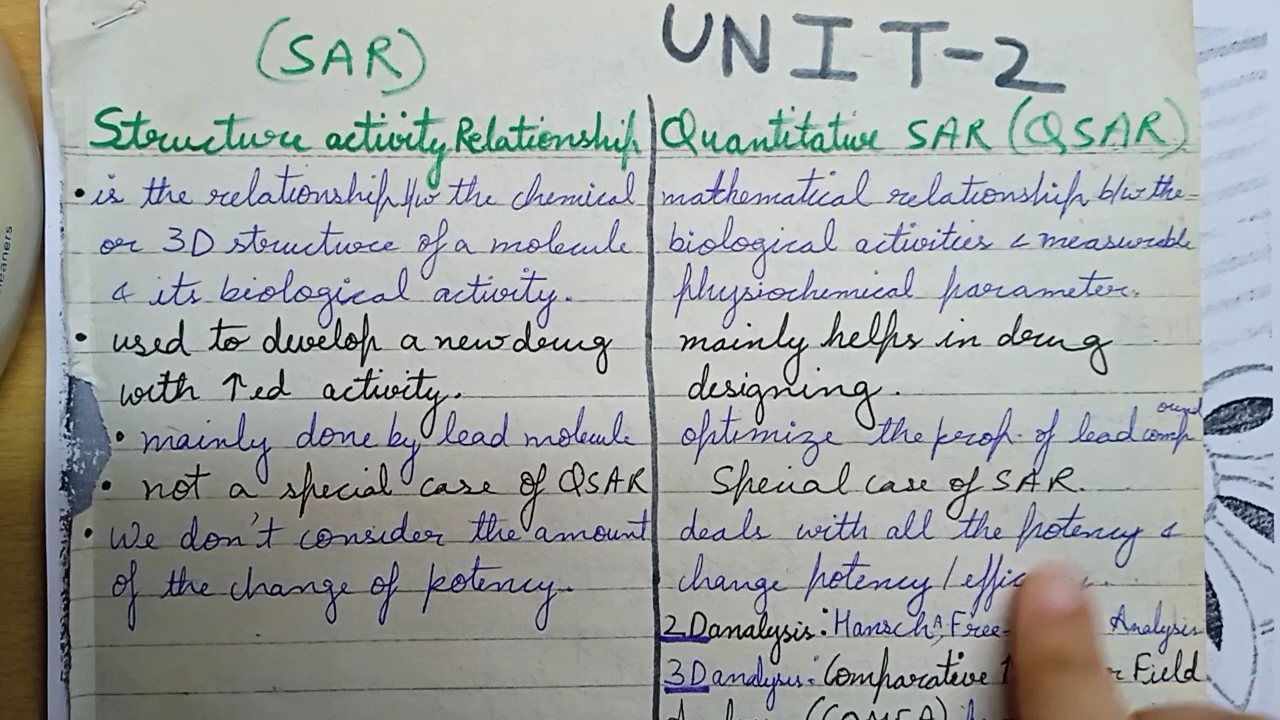 (SAR)
UNIT-2
Structure activity Relationship
• is the relationship b/w the chemical
or 3D structure of a molecule
& its biological activity.
• used to develop a new drug
with ↑ed activity.
• mainly done by lead molecule
• not a special case of QSAR
• We don't consider the amount
of the change of potency.
Quantitative SAR (QSAR)
mathematical relationship b/w the
biological activities & measurable
physiochemical parameter.
mainly helps in drug
designing.
optimize the prop. of lead compound
Special case of SAR.
deals with all the potency &
change potency /
2D analysis: Hansch, Free- Analysis
3D analysis: Comparative Field
(COMFA)
eaners